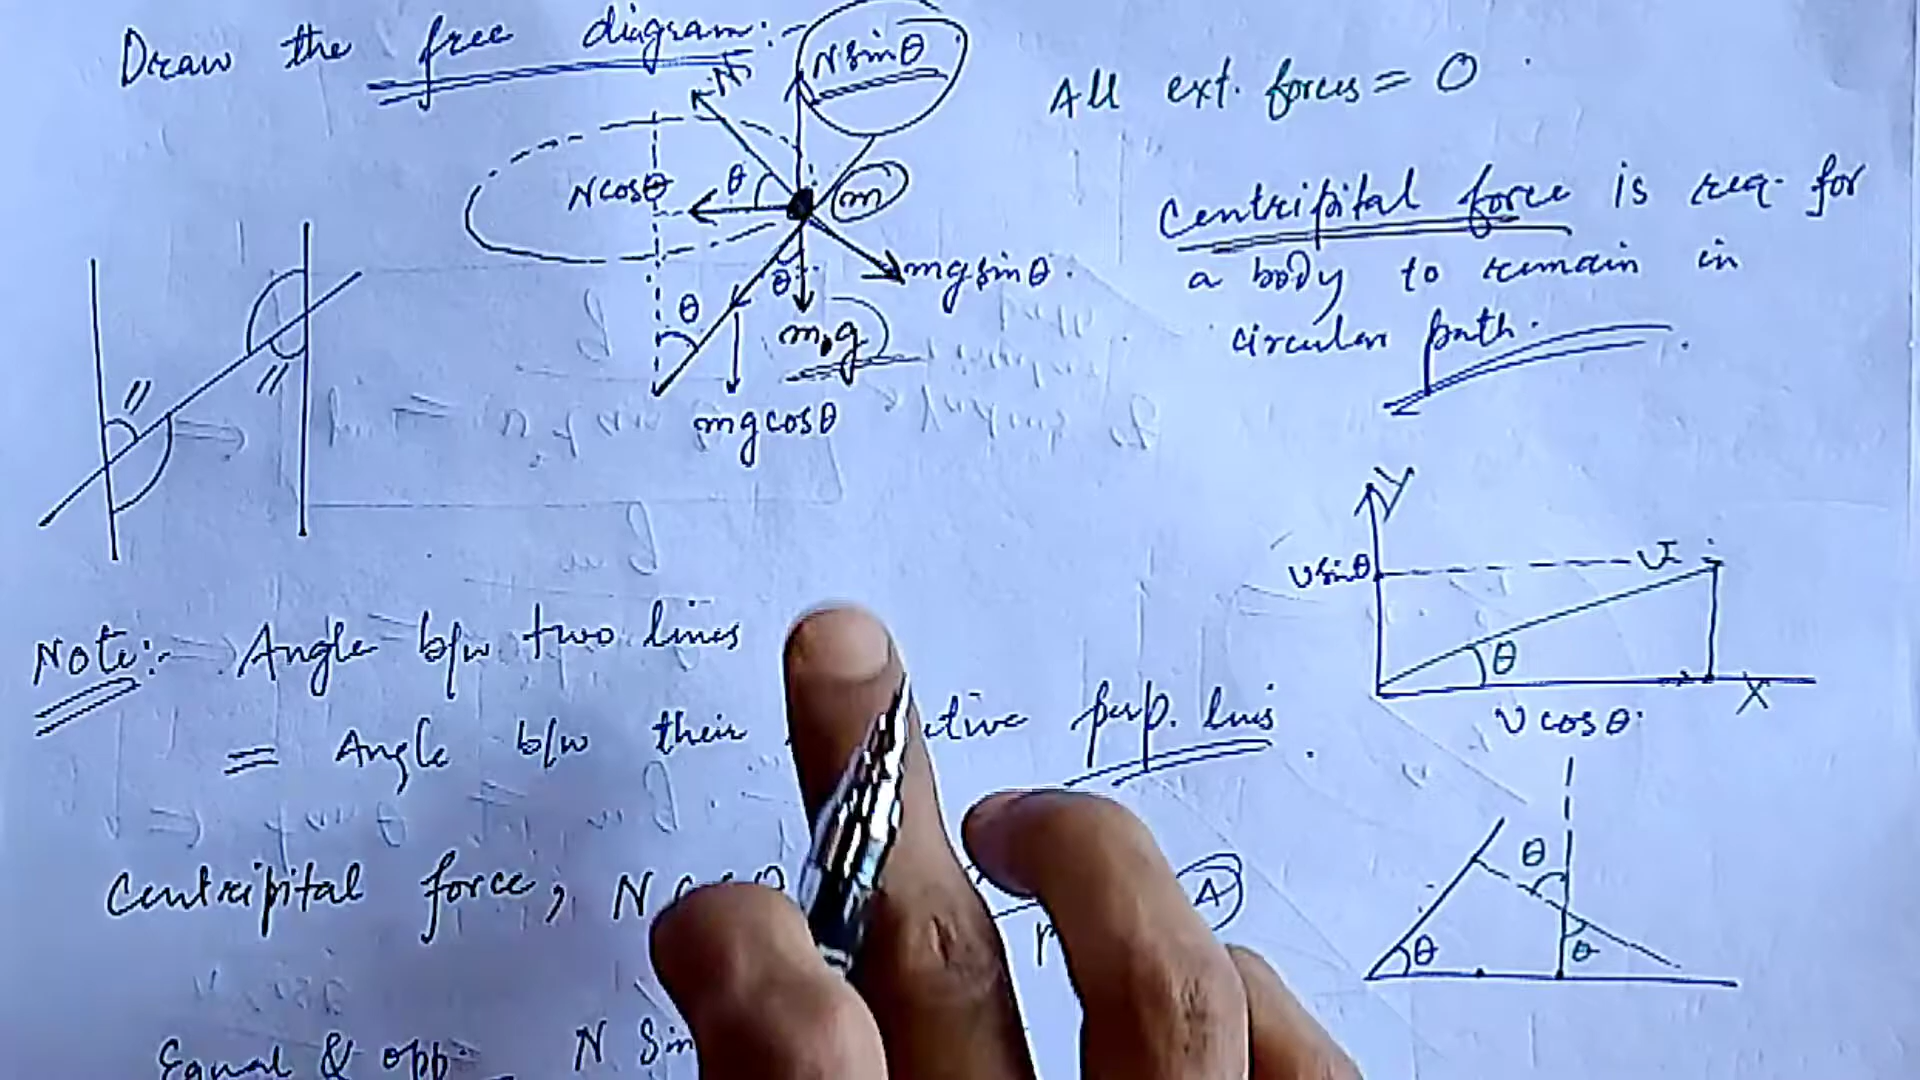 Draw the free diagram:-
N
N sinθ
N cosθ
θ
m
mg sinθ.
θ
θ
mg
mg cosθ
All ext. forces = 0
Centripital force is req. for
a body to remain in
circular path.
Y
V sinθ
V
θ
X
V cosθ
Note:- Angle b/w two lines
= Angle b/w their perp. lines.
θ
θ
θ
Centripital force, N
A
Equal & opp. N Sin